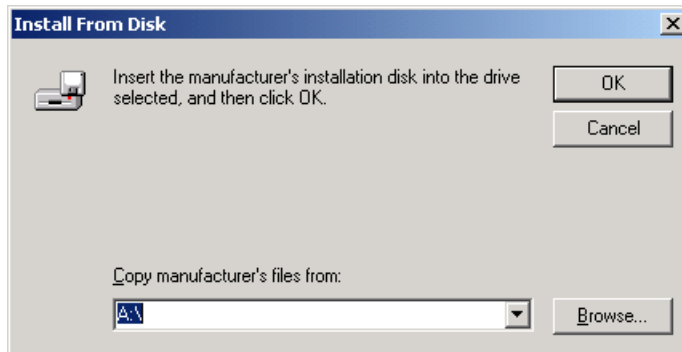 Install From Disk
Insert the manufacturer's installation disk into the drive
selected, and then click OK.
OK
Cancel
Copy manufacturer's files from:
A:\
Browse...